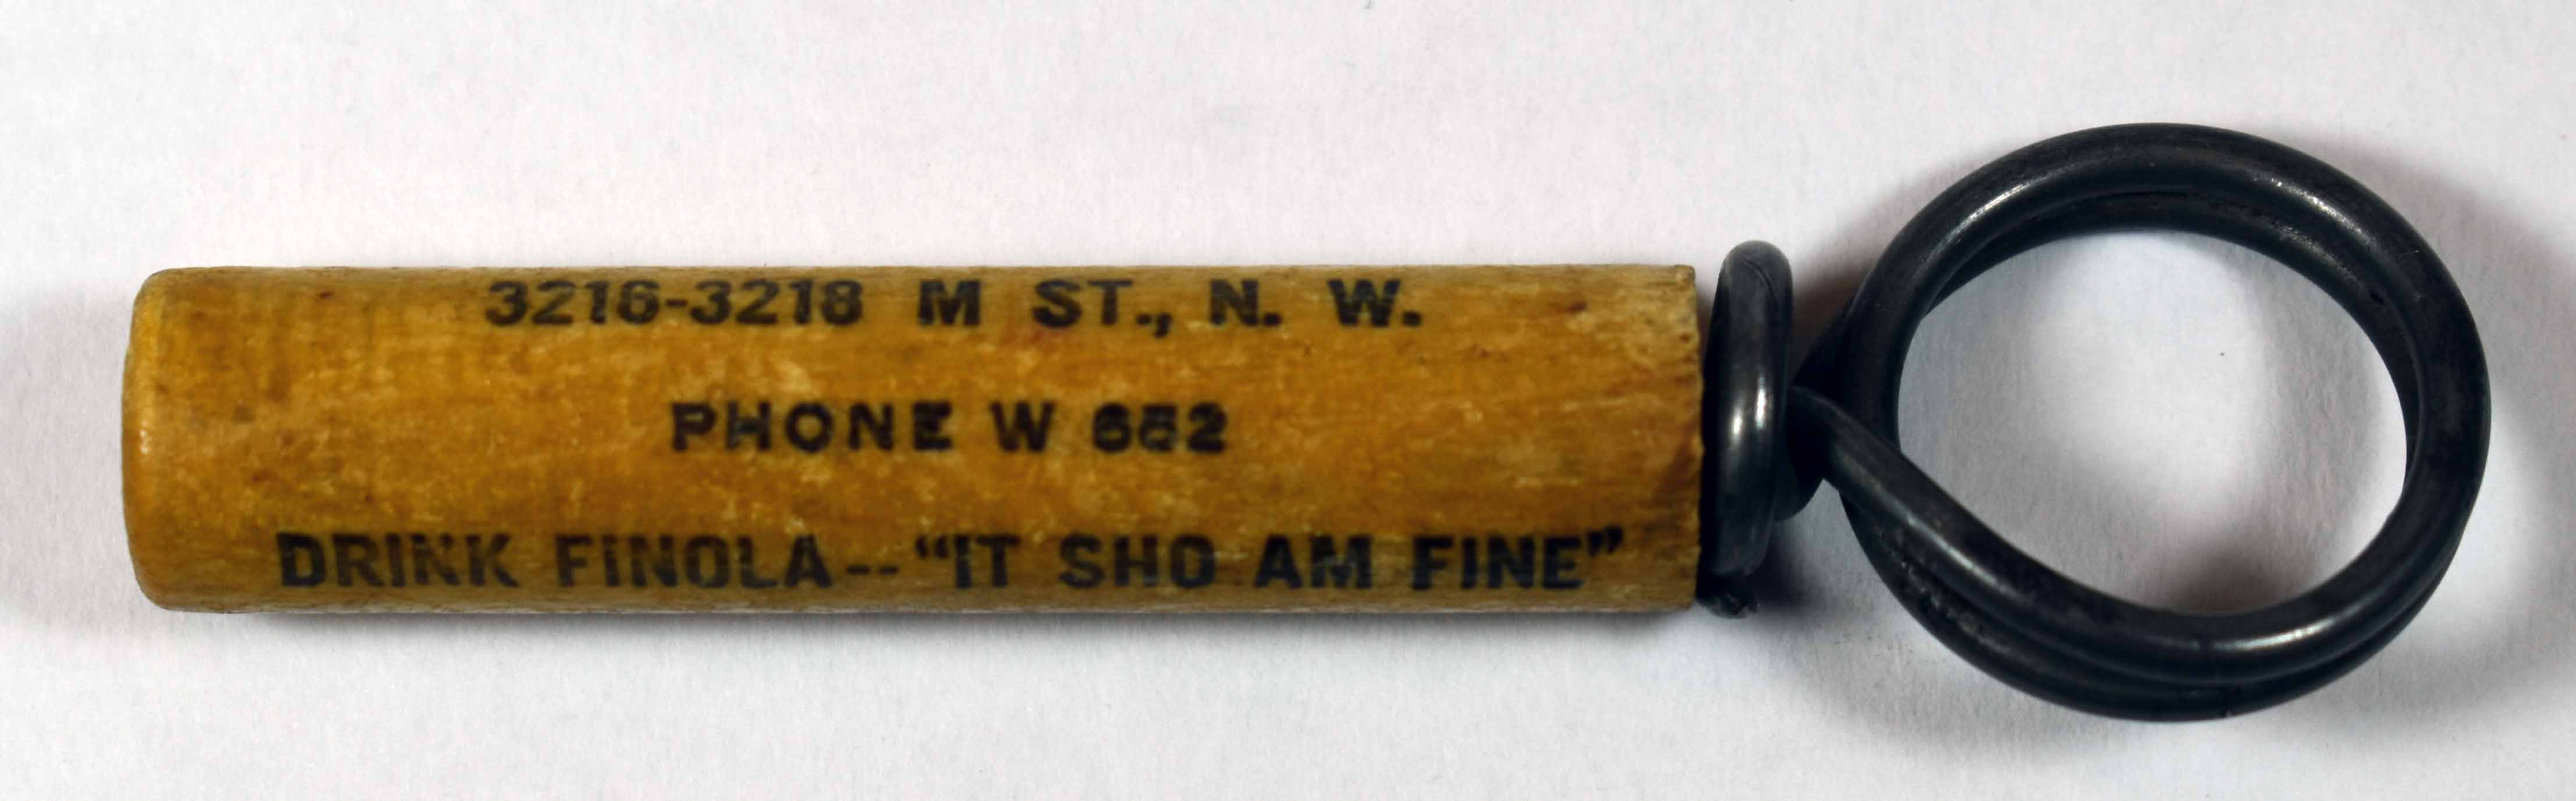 3216-3218 M ST., N. W.
PHONE W 652
DRINK FINOLA--"IT SHO AM FINE"